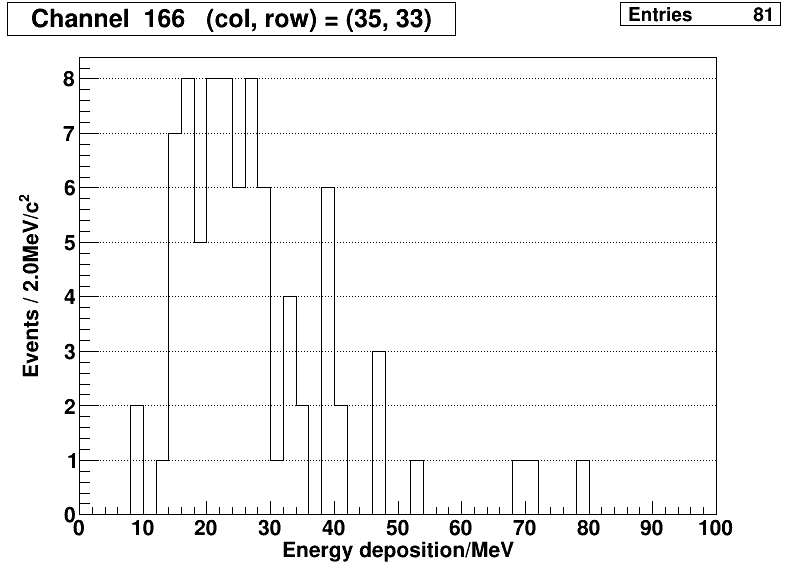 Channel 166 (col, row) = (35, 33)
Entries 81
8
7
6
5
4
3
2
1
0
Events / 2.0MeV/c²
0 10 20 30 40 50 60 70 80 90 100
Energy deposition/MeV